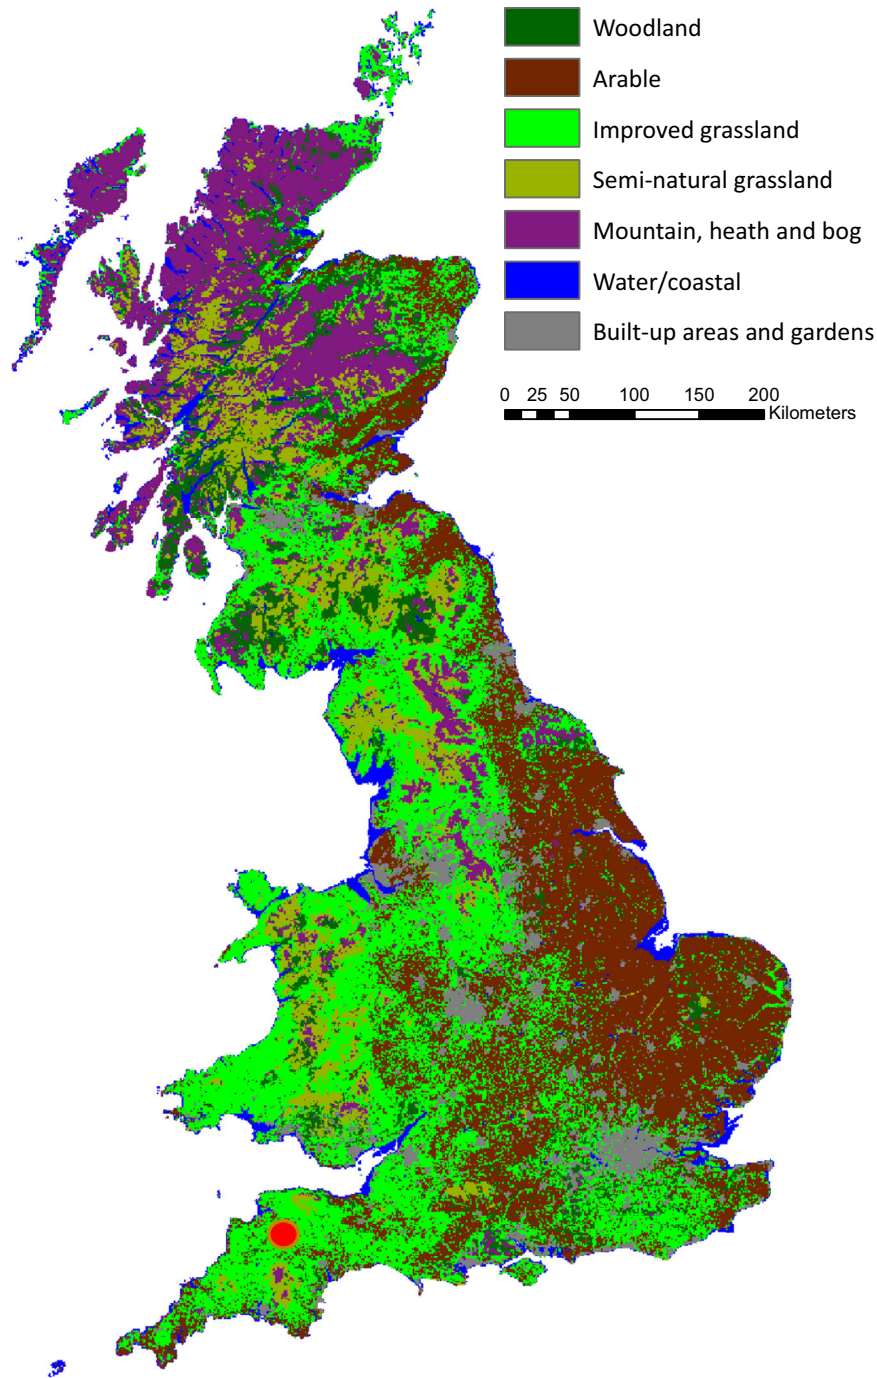 Woodland
Arable
Improved grassland
Semi-natural grassland
Mountain, heath and bog
Water/coastal
Built-up areas and gardens
0 25 50 100 150 200
Kilometers